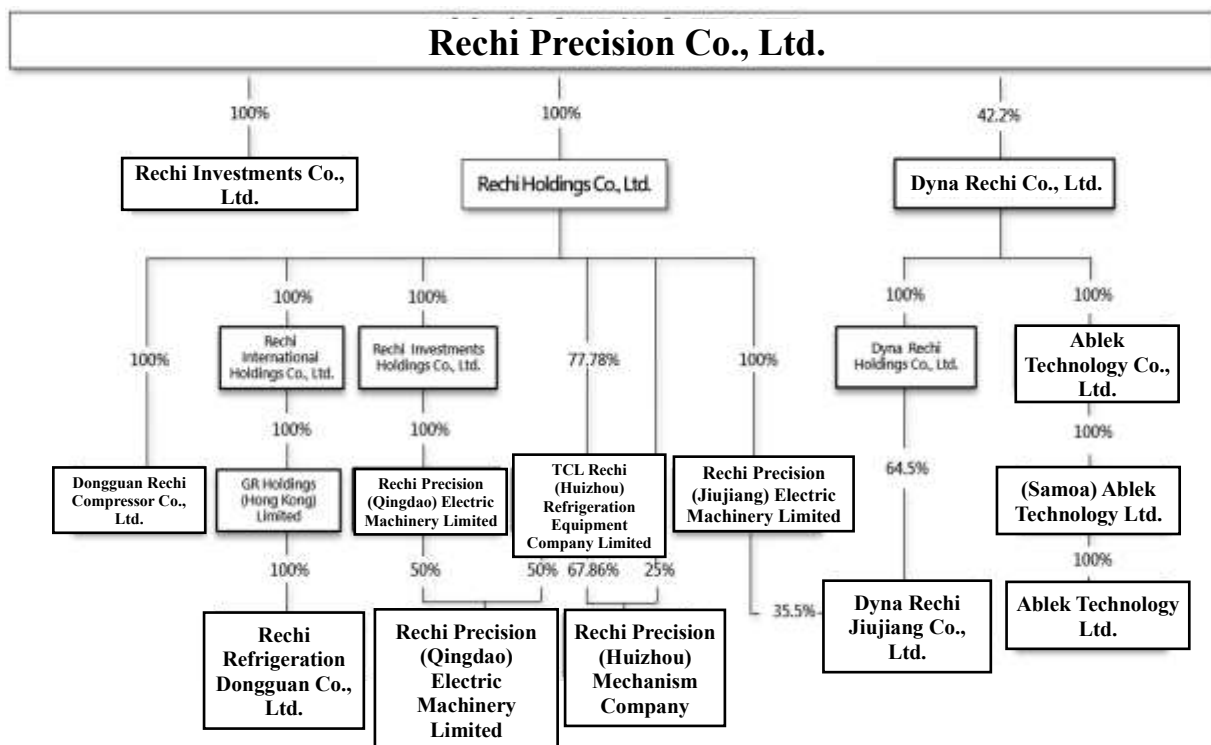 Rechi Precision Co., Ltd.
100%
100%
42.2%
Rechi Investments Co.,
Ltd.
Rechi Holdings Co., Ltd.
Dyna Rechi Co., Ltd.
100%
100%
100%
100%
100%
Rechi
International
Holdings Co., Ltd.
Rechi Investments
Holdings Co., Ltd.
77.78%
100%
Dyna Rechi
Holdings Co., Ltd.
Ablek
Technology Co.,
Ltd.
100%
100%
100%
Dongguan Rechi
Compressor Co.,
Ltd.
GR Holdings
(Hong Kong)
Limited
Rechi Precision
(Qingdao) Electric
Machinery Limited
TCL Rechi
(Huizhou)
Refrigeration
Equipment
Company Limited
Rechi Precision
(Jiujiang) Electric
Machinery Limited
64.5%
(Samoa) Ablek
Technology Ltd.
100%
50%
50%
67.86%
25%
100%
Rechi
Refrigeration
Dongguan Co.,
Ltd.
Rechi Precision
(Qingdao)
Electric
Machinery
Limited
Rechi Precision
(Huizhou)
Mechanism
Company
35.5%
Dyna Rechi
Jiujiang Co.,
Ltd.
Ablek Technology
Ltd.